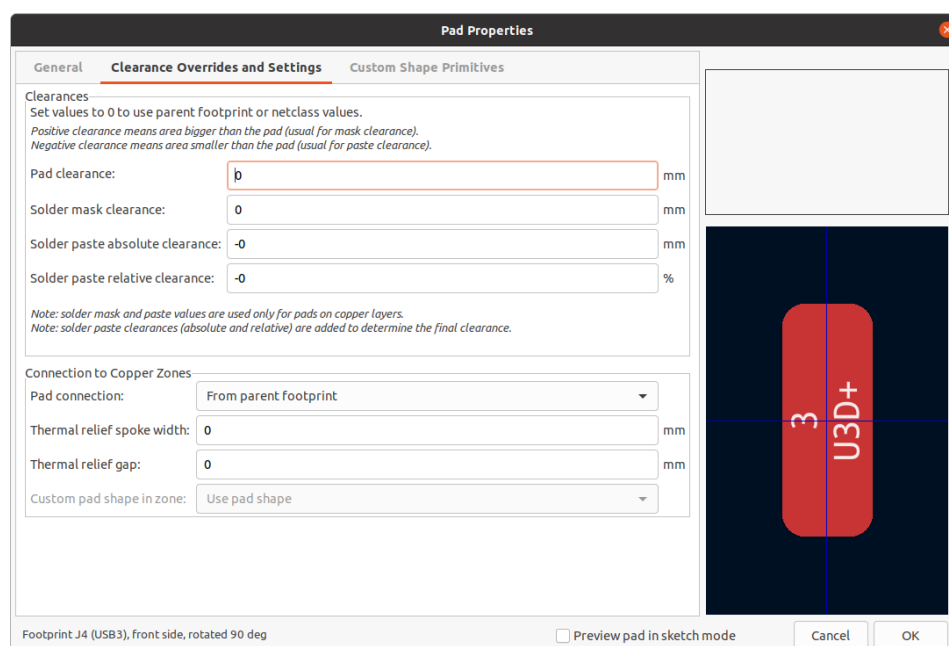 Pad Properties
General Clearance Overrides and Settings Custom Shape Primitives
Clearances
Set values to 0 to use parent footprint or netclass values.
Positive clearance means area bigger than the pad (usual for mask clearance).
Negative clearance means area smaller than the pad (usual for paste clearance).
Pad clearance: 0 mm
Solder mask clearance: 0
Solder paste absolute clearance: -0 mm
Solder paste relative clearance: -0 %
Note: solder mask and paste values are used only for pads on copper layers.
Note: solder paste clearances (absolute and relative) are added to determine the final clearance.
Connection to Copper Zones
Pad connection: From parent footprint
Thermal relief spoke width: 0 mm
Thermal relief gap: 0 mm
Custom pad shape in zone: Use pad shape
3
U3D+
Footprint J4 (USB3), front side, rotated 90 deg
Preview pad in sketch mode
Cancel
OK